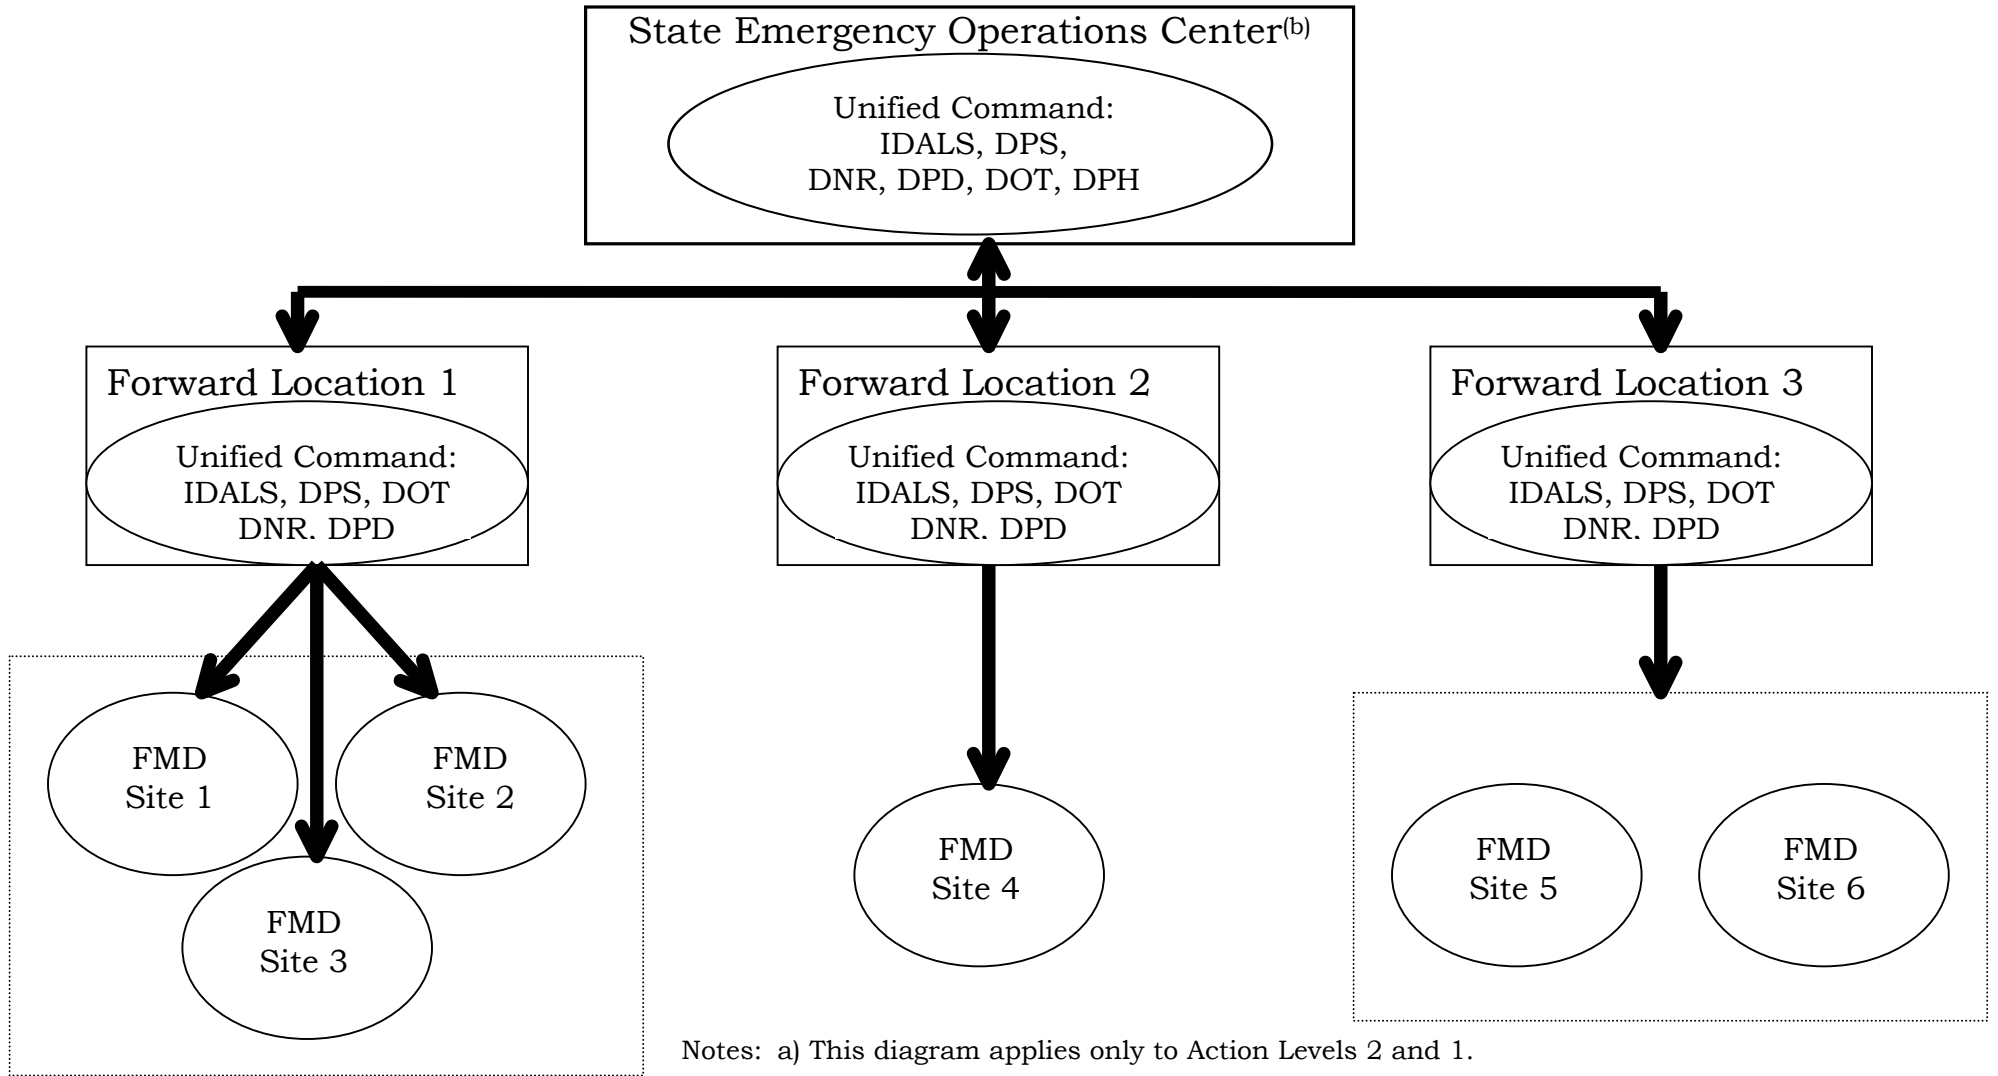 State Emergency Operations Center(b)
Unified Command:
IDALS, DPS,
DNR, DPD, DOT, DPH
Forward Location 1
Unified Command:
IDALS, DPS, DOT
DNR. DPD
Forward Location 2
Unified Command:
IDALS, DPS, DOT
DNR. DPD
Forward Location 3
Unified Command:
IDALS, DPS, DOT
DNR. DPD
FMD
Site 1
FMD
Site 2
FMD
Site 3
FMD
Site 4
FMD
Site 5
FMD
Site 6
Notes:  a) This diagram applies only to Action Levels 2 and 1.